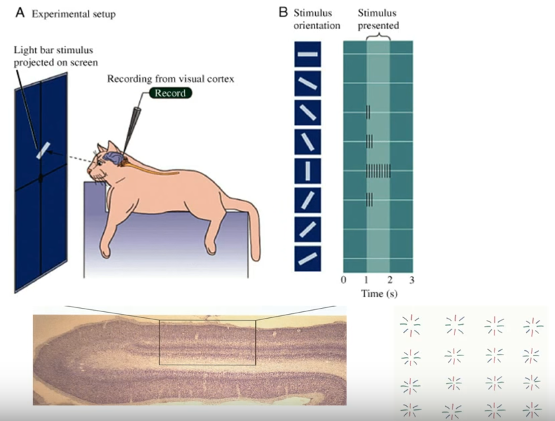 A Experimental setup
Light bar stimulus
projected on screen
Recording from visual cortex
Record
B Stimulus
orientation
Stimulus
presented
0 1 2 3
Time (s)